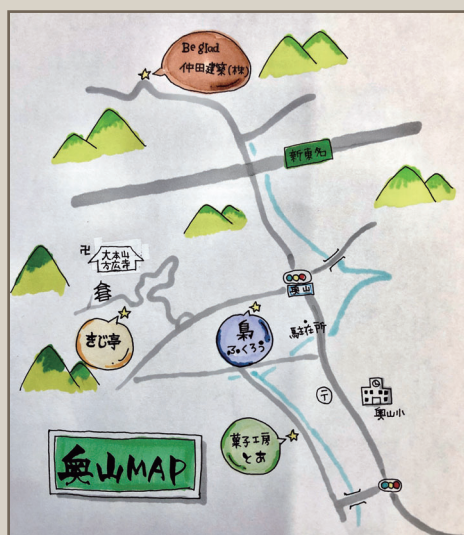 Be glad
仲田建築(株)
新東名
卍
大本山
方広寺
きじ亭
奥山
梟
ふくろう
駐在所
〒
奥山小
菓子工房
とあ
奥山MAP